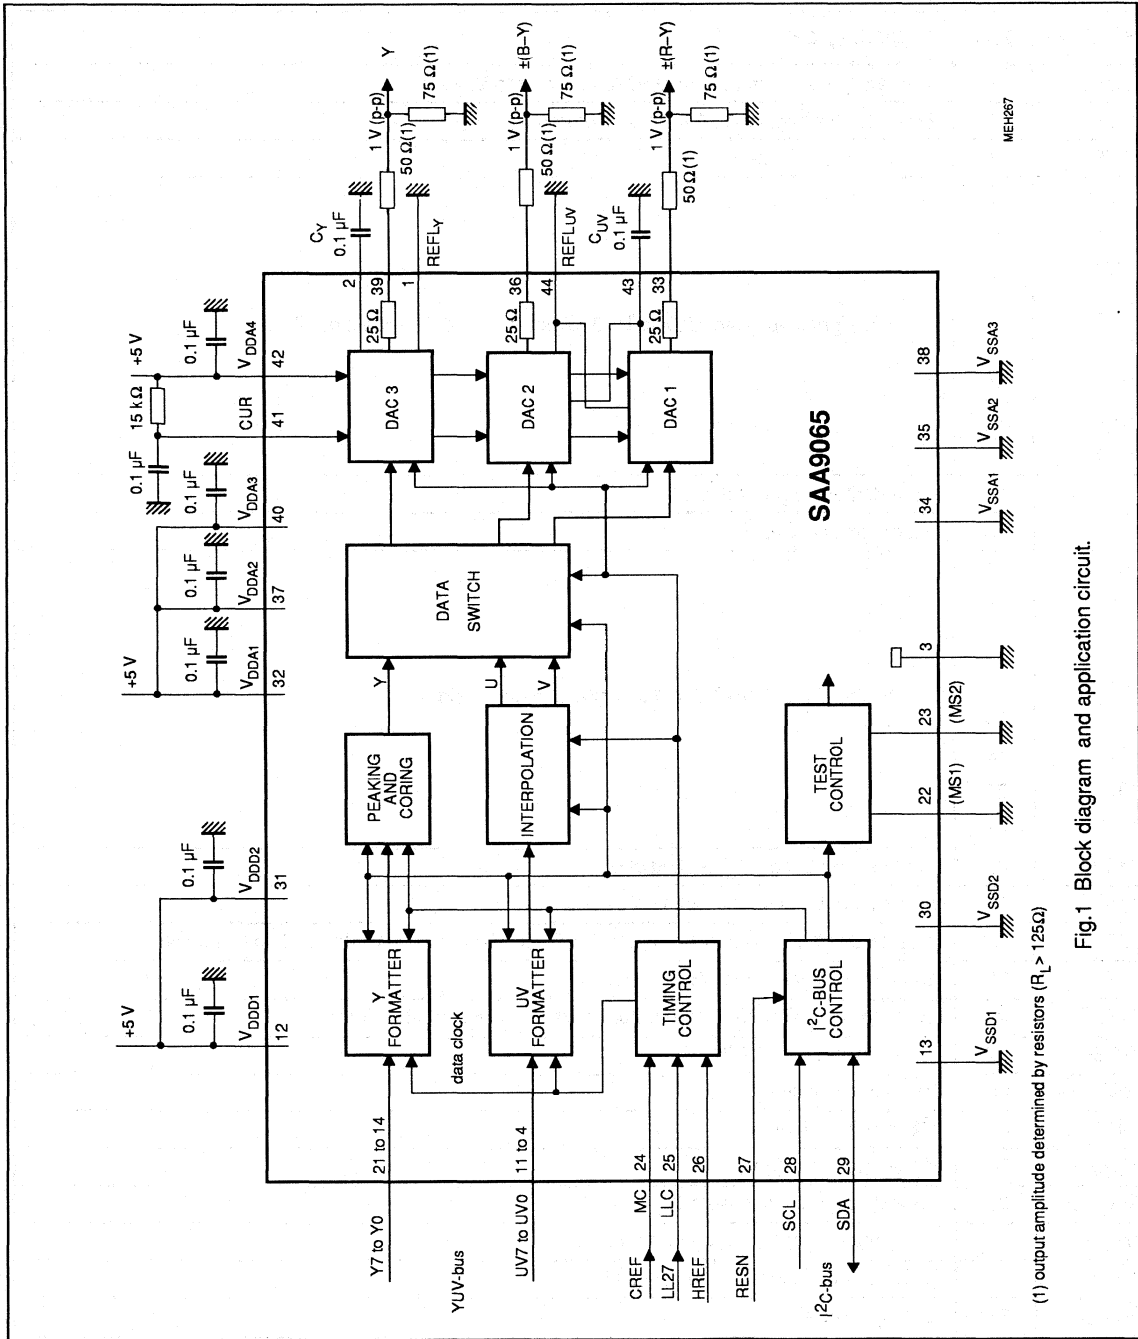 +5 V
0.1 µF
VDDD1
12
0.1 µF
VDDD2
31
+5 V
0.1 µF
VDDA1
32
0.1 µF
VDDA2
37
0.1 µF
VDDA3
40
0.1 µF
15 kΩ
CUR
41
+5 V
0.1 µF
VDDA4
42
Y7 to Y0
21 to 14
YUV-bus
UV7 to UV0
11 to 4
CREF
MC
24
LL27
LLC
25
HREF
26
RESN
27
SCL
28
SDA
29
I²C-bus
Y
FORMATTER
data clock
UV
FORMATTER
TIMING
CONTROL
I²C-BUS
CONTROL
PEAKING
AND
CORING
INTERPOLATION
TEST
CONTROL
Y
U
V
DATA
SWITCH
DAC 3
DAC 2
DAC 1
25 Ω
25 Ω
25 Ω
2
CY
0.1 µF
39
50 Ω(1)
1 V (p-p)
Y
75 Ω(1)
1
REFLY
36
50 Ω(1)
1 V (p-p)
±(B–Y)
75 Ω(1)
44
REFLUV
43
CUV
0.1 µF
33
50 Ω(1)
1 V (p-p)
±(R–Y)
75 Ω(1)
SAA9065
13
VSSD1
30
VSSD2
22
(MS1)
23
(MS2)
3
34
VSSA1
35
VSSA2
38
VSSA3
MEH267
(1) output amplitude determined by resistors (RL > 125Ω)
Fig.1 Block diagram and application circuit.